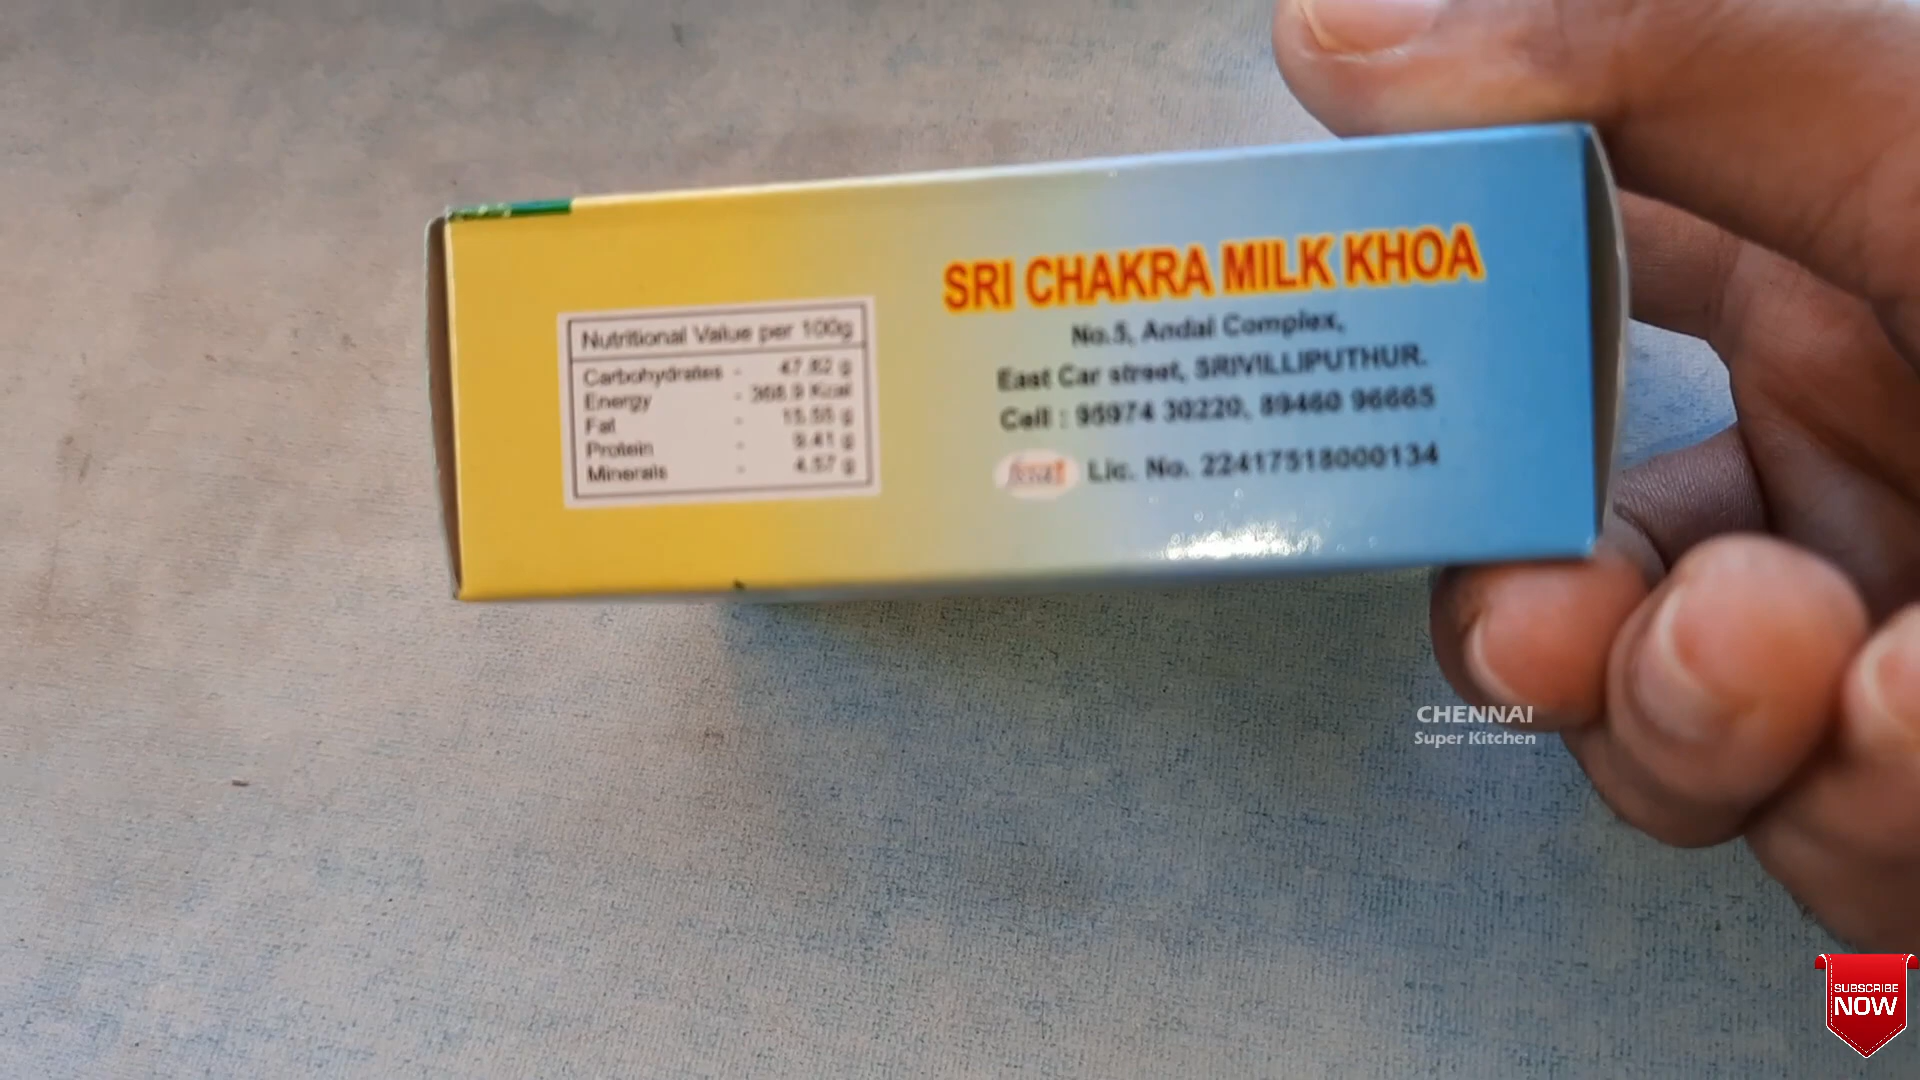 SRI CHAKRA MILK KHOA
No.5, Andal Complex,
East Car street, SRIVILLIPUTHUR.
Cell : 95974 30220, 89460 96665
fssai Lic. No. 22417518000134
Nutritional Value per 100g
Carbohydrates - 47.82 g
Energy - 368.9 Kcal
Fat - 15.55 g
Protein - 9.41 g
Minerals - 4.57 g
CHENNAI
Super Kitchen
SUBSCRIBE
NOW